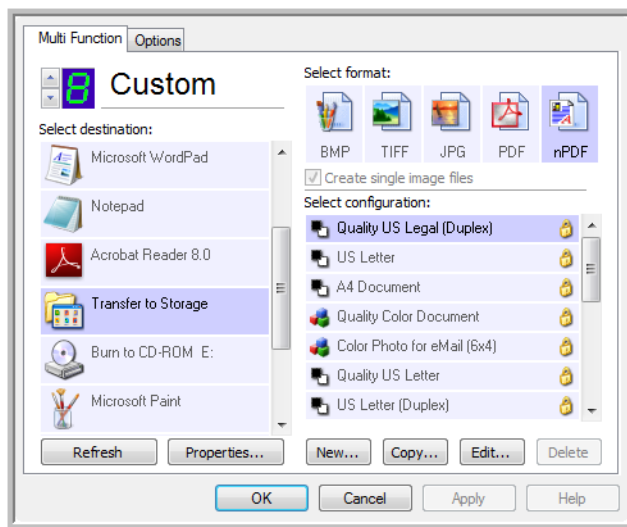 Multi Function
Options
8
Custom
Select destination:
Microsoft WordPad
Notepad
Acrobat Reader 8.0
Transfer to Storage
Burn to CD-ROM E:
Microsoft Paint
Refresh
Properties...
Select format:
BMP
TIFF
JPG
PDF
nPDF
Create single image files
Select configuration:
Quality US Legal (Duplex)
US Letter
A4 Document
Quality Color Document
Color Photo for eMail (6x4)
Quality US Letter
US Letter (Duplex)
New...
Copy...
Edit...
Delete
OK
Cancel
Apply
Help